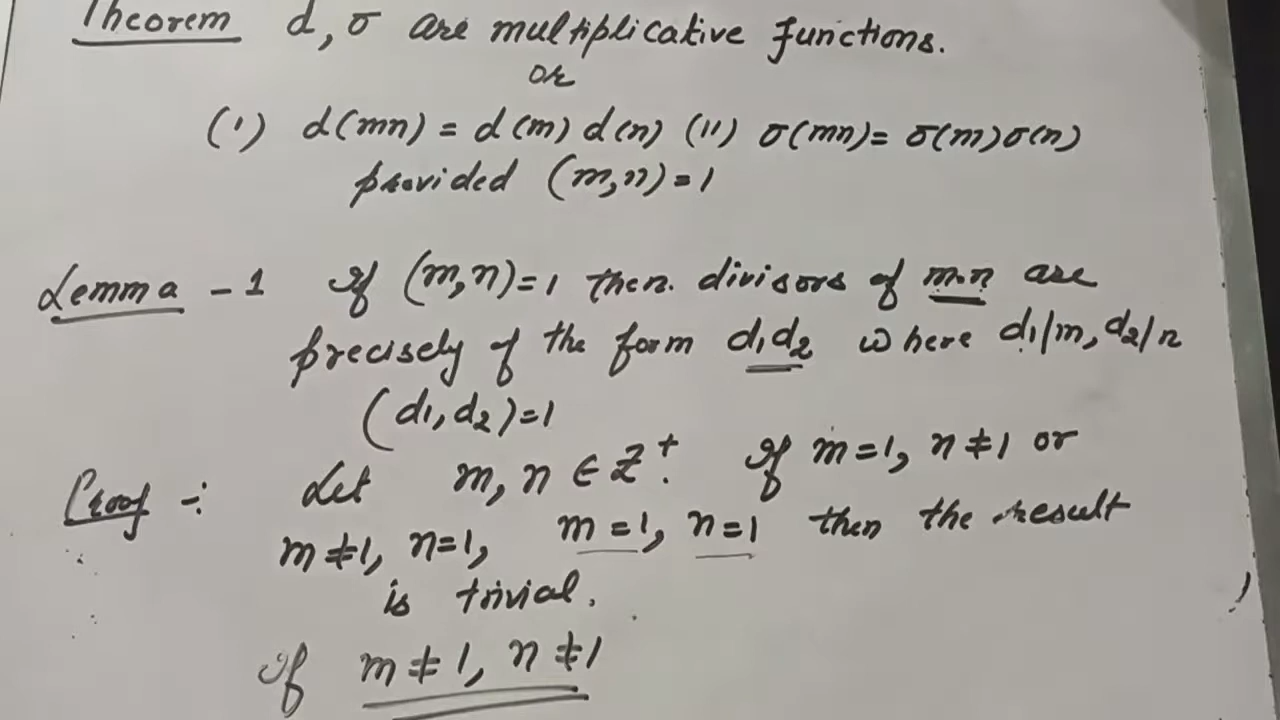 Theorem d, σ are multiplicative functions.
or
(i) d(mn) = d(m) d(n) (ii) σ(mn)= σ(m)σ(n)
provided (m,n)=1
Lemma - 1 If (m,n)=1 then divisors of m.n are
precisely of the form d1d2 where d1/m, d2/n
(d1,d2)=1
Proof :- Let m, n ∈ Z⁺. If m=1, n≠1 or
m≠1, n=1, m=1, n=1 then the result
is trivial.
If m≠1, n≠1